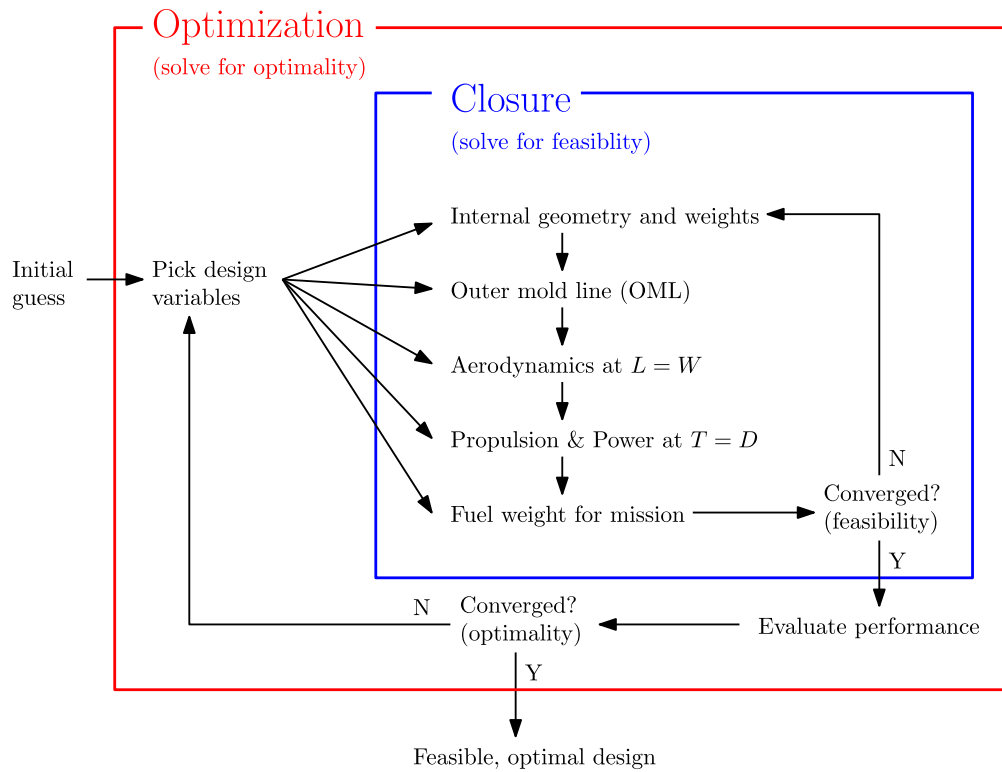 Optimization
(solve for optimality)
Closure
(solve for feasiblity)
Internal geometry and weights
Initial
guess
Pick design
variables
Outer mold line (OML)
Aerodynamics at L = W
Propulsion & Power at T = D
N
Fuel weight for mission
Converged?
(feasibility)
Y
N
Converged?
(optimality)
Evaluate performance
Y
Feasible, optimal design